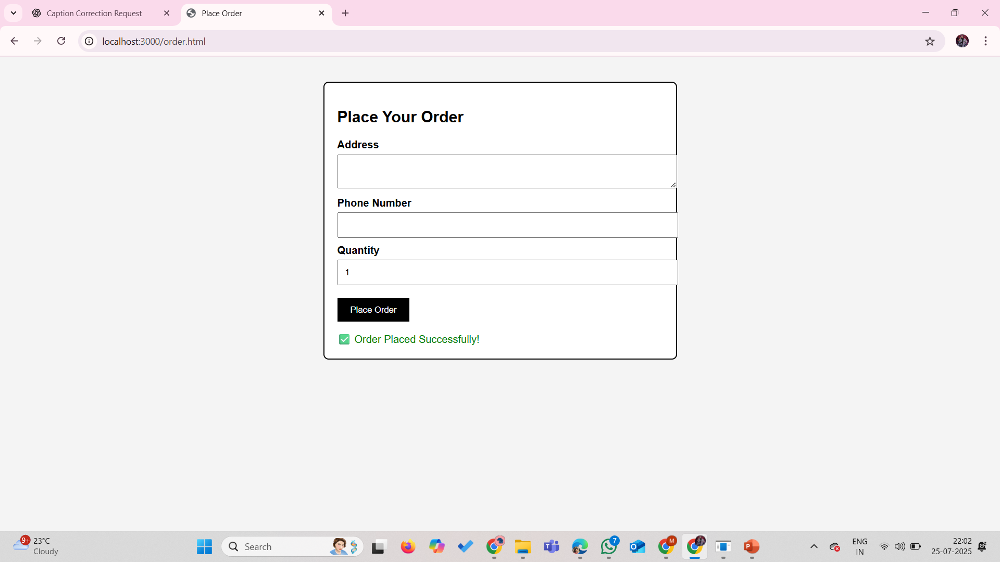 Caption Correction Request
Place Order
localhost:3000/order.html
Place Your Order
Address
Phone Number
Quantity
1
Place Order
✅ Order Placed Successfully!
9+
23°C
Cloudy
Search
7
M
ENG
IN
22:02
25-07-2025